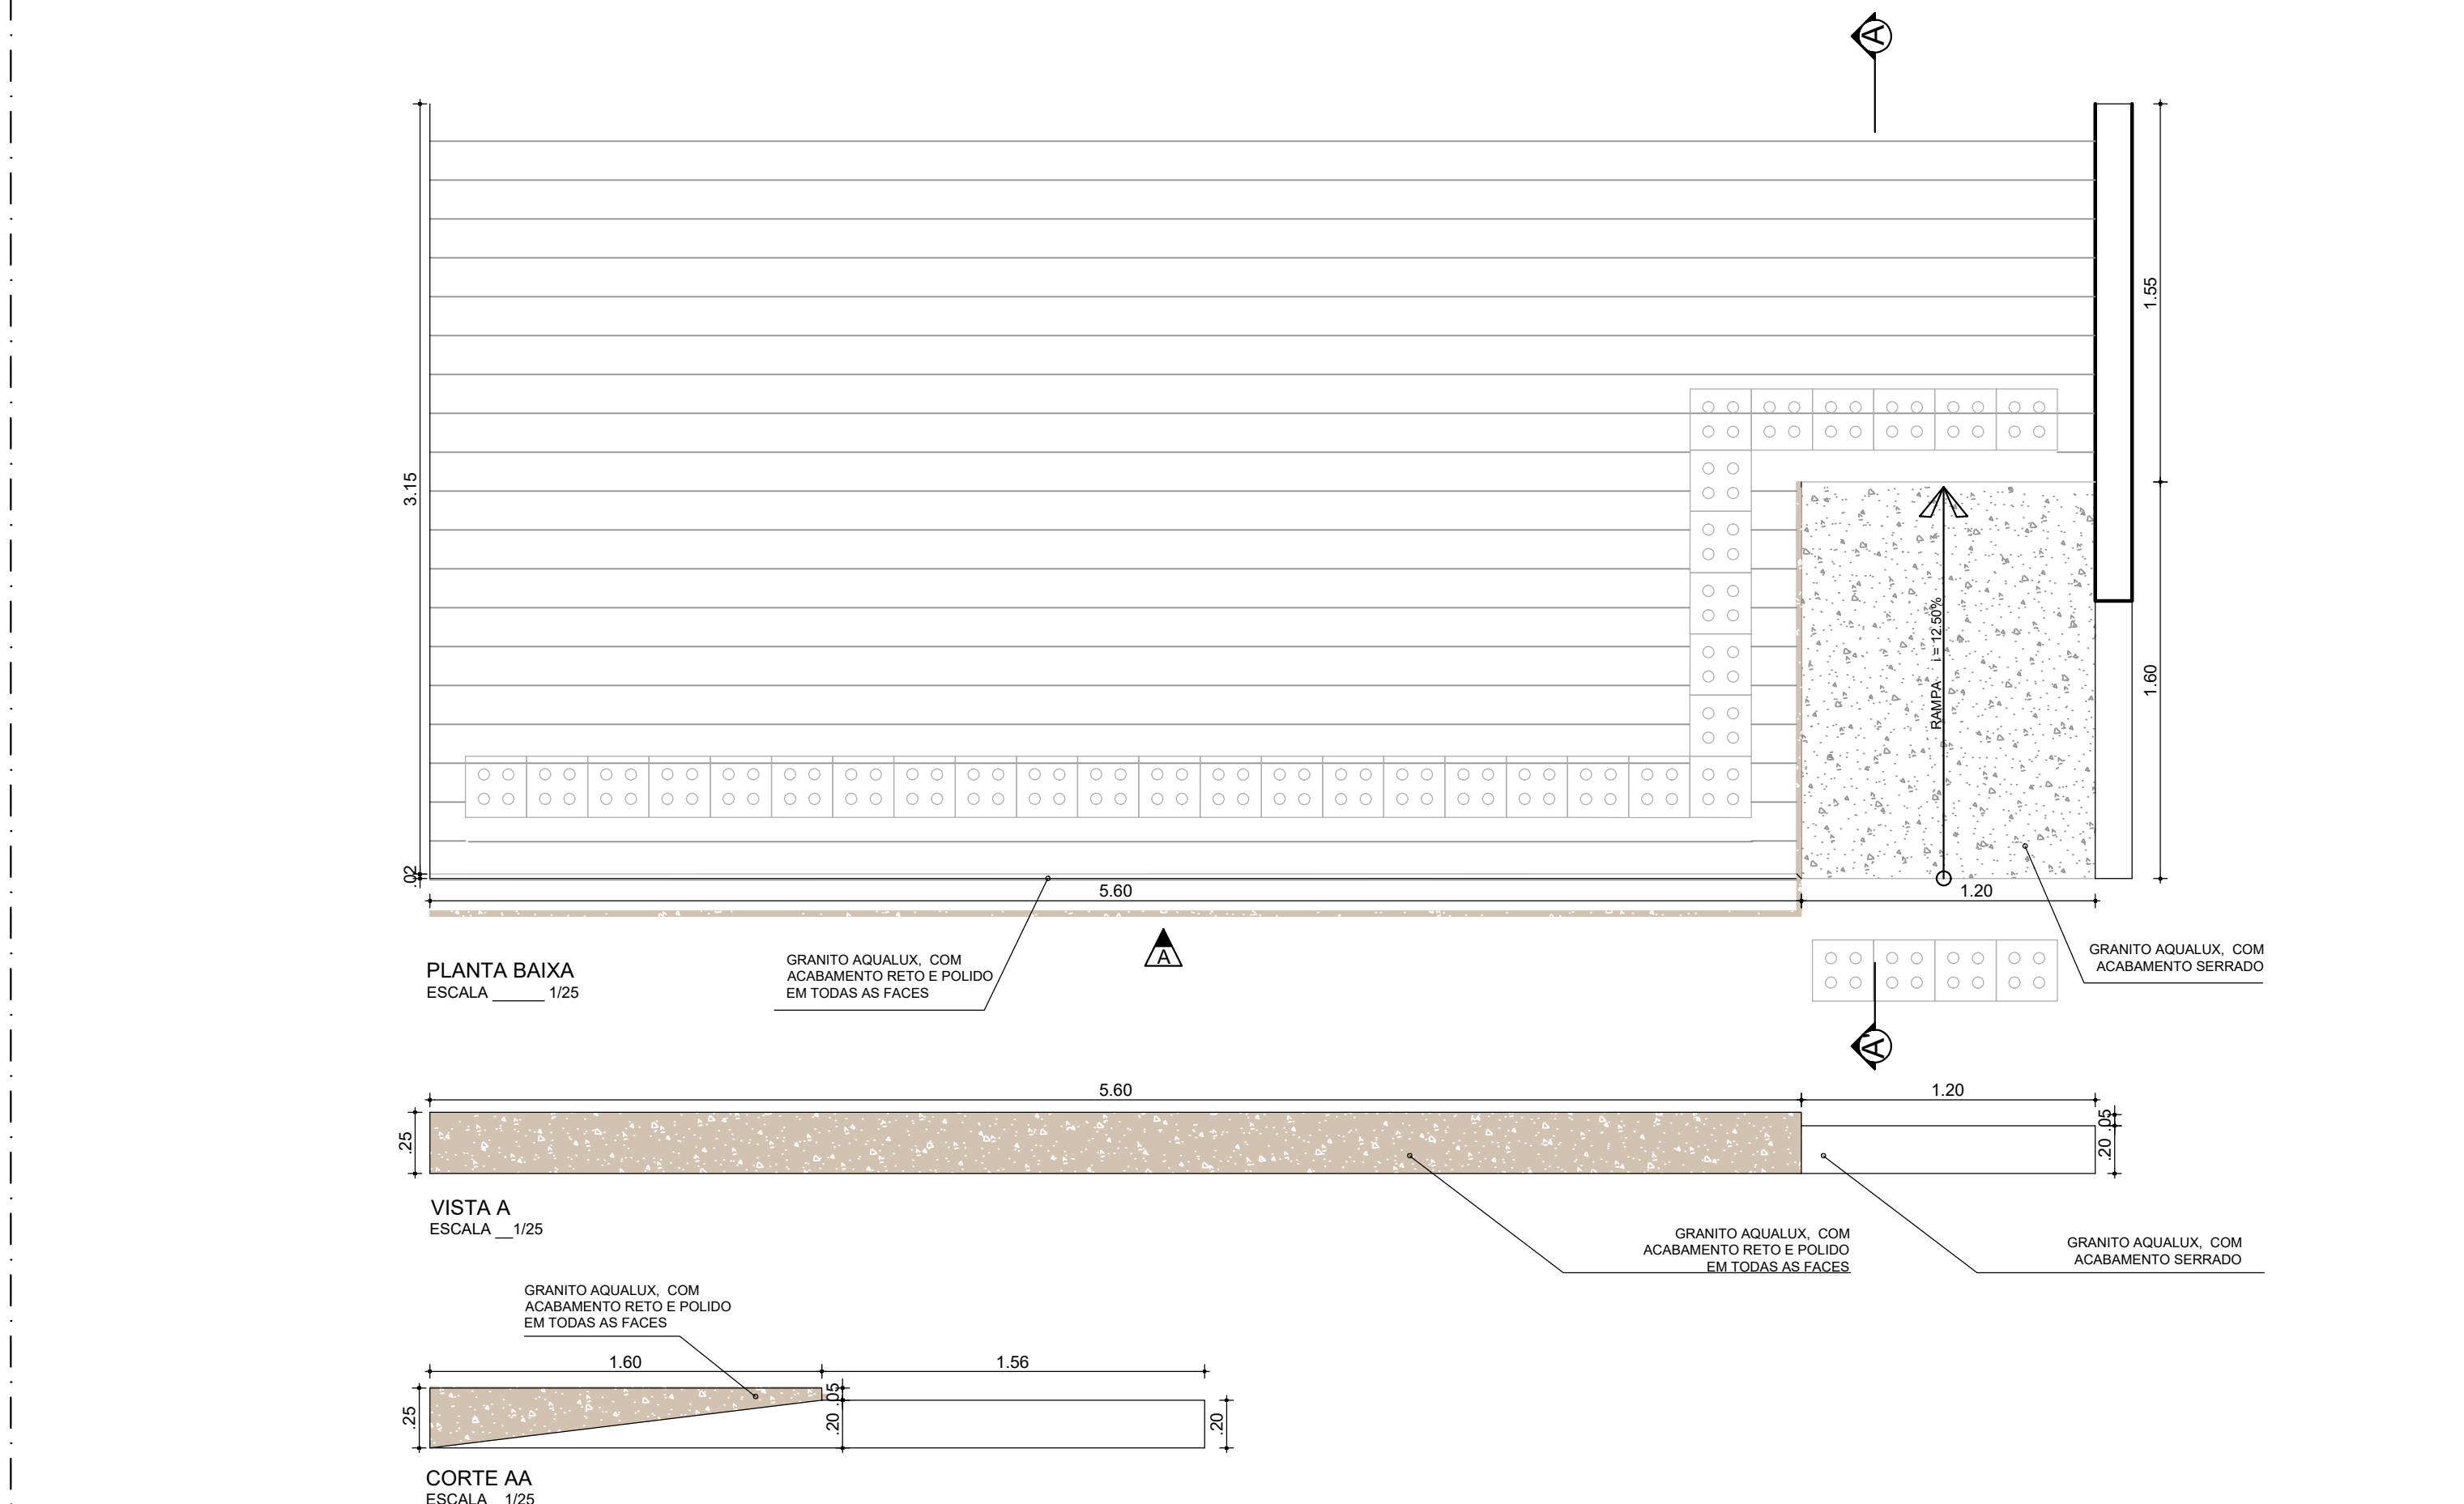 A
3.15
.02
1.55
1.60
RAMPA i = 12.50%
5.60
1.20
A
PLANTA BAIXA
ESCALA ______ 1/25
GRANITO AQUALUX, COM
ACABAMENTO RETO E POLIDO
EM TODAS AS FACES
GRANITO AQUALUX, COM
ACABAMENTO SERRADO
A'
5.60
1.20
.25
.05
.20
VISTA A
ESCALA __1/25
GRANITO AQUALUX, COM
ACABAMENTO RETO E POLIDO
EM TODAS AS FACES
GRANITO AQUALUX, COM
ACABAMENTO SERRADO
GRANITO AQUALUX, COM
ACABAMENTO RETO E POLIDO
EM TODAS AS FACES
1.60
1.56
.25
.05
.20
.20
CORTE AA
ESCALA __1/25